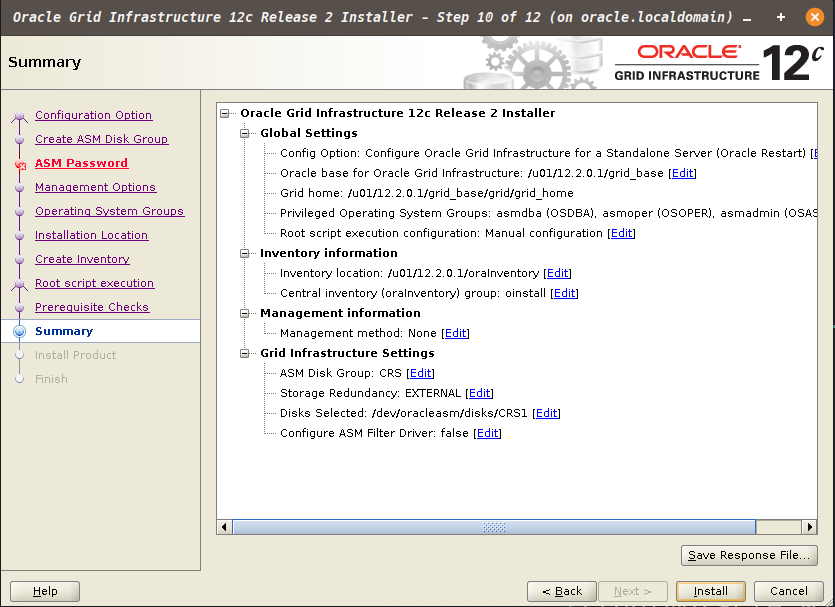 Oracle Grid Infrastructure 12c Release 2 Installer - Step 10 of 12 (on oracle.localdomain)
Summary
ORACLE
GRID INFRASTRUCTURE 12c
Configuration Option
Create ASM Disk Group
ASM Password
Management Options
Operating System Groups
Installation Location
Create Inventory
Root script execution
Prerequisite Checks
Summary
Install Product
Finish
Oracle Grid Infrastructure 12c Release 2 Installer
Global Settings
Config Option: Configure Oracle Grid Infrastructure for a Standalone Server (Oracle Restart) [
Oracle base for Oracle Grid Infrastructure: /u01/12.2.0.1/grid_base [Edit]
Grid home: /u01/12.2.0.1/grid_base/grid/grid_home
Privileged Operating System Groups: asmdba (OSDBA), asmoper (OSOPER), asmadmin (OSAS
Root script execution configuration: Manual configuration [Edit]
Inventory information
Inventory location: /u01/12.2.0.1/oraInventory [Edit]
Central inventory (oraInventory) group: oinstall [Edit]
Management information
Management method: None [Edit]
Grid Infrastructure Settings
ASM Disk Group: CRS [Edit]
Storage Redundancy: EXTERNAL [Edit]
Disks Selected: /dev/oracleasm/disks/CRS1 [Edit]
Configure ASM Filter Driver: false [Edit]
Save Response File...
Help
< Back
Next >
Install
Cancel